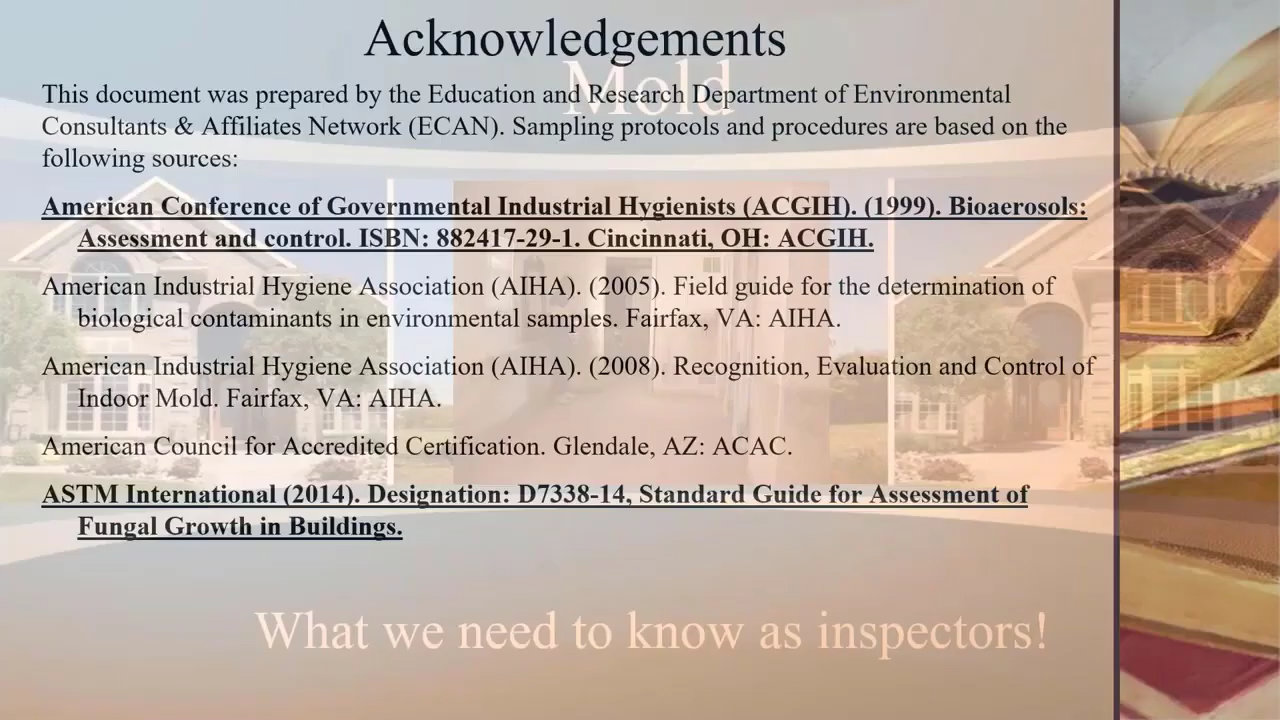 Acknowledgements
Mold
This document was prepared by the Education and Research Department of Environmental
Consultants & Affiliates Network (ECAN). Sampling protocols and procedures are based on the
following sources:
American Conference of Governmental Industrial Hygienists (ACGIH). (1999). Bioaerosols:
Assessment and control. ISBN: 882417-29-1. Cincinnati, OH: ACGIH.
American Industrial Hygiene Association (AIHA). (2005). Field guide for the determination of
biological contaminants in environmental samples. Fairfax, VA: AIHA.
American Industrial Hygiene Association (AIHA). (2008). Recognition, Evaluation and Control of
Indoor Mold. Fairfax, VA: AIHA.
American Council for Accredited Certification. Glendale, AZ: ACAC.
ASTM International (2014). Designation: D7338-14, Standard Guide for Assessment of
Fungal Growth in Buildings.
What we need to know as inspectors!